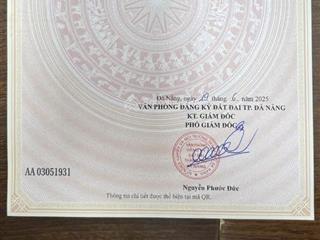 Đà Nẵng, ngày 19 tháng 6 năm 2025
VĂN PHÒNG ĐĂNG KÝ ĐẤT ĐAI TP. ĐÀ NẴNG
KT. GIÁM ĐỐC
PHÓ GIÁM ĐỐC
AA 03051931
Nguyễn Phước Đức
Thông tin chi tiết được thể hiện tại mã QR.